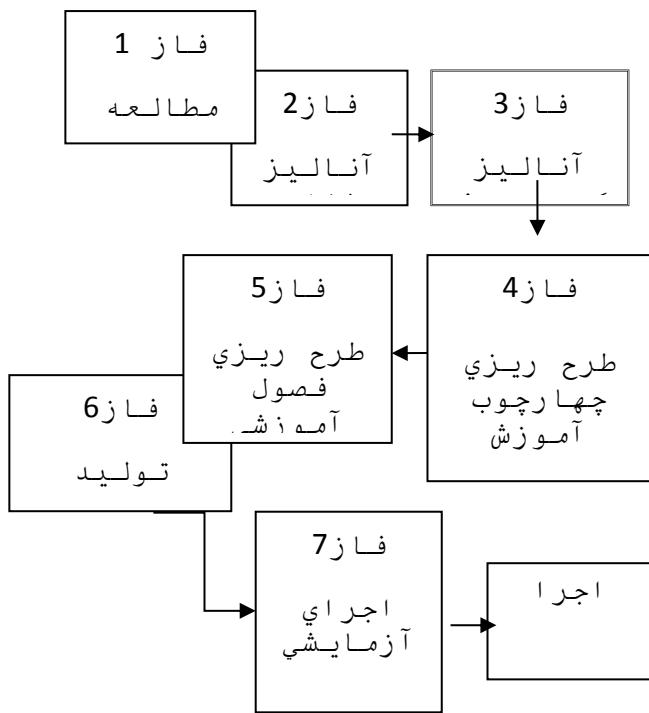 فاز 1
مطالعه
فاز2
آناليز
فاز3
آناليز
فاز4
طرح ريزي
چهارچوب
آموزش
فاز5
طرح ريزي
فصول
آموزشي
فاز6
توليد
فاز7
اجراي
آزمايشي
اجرا